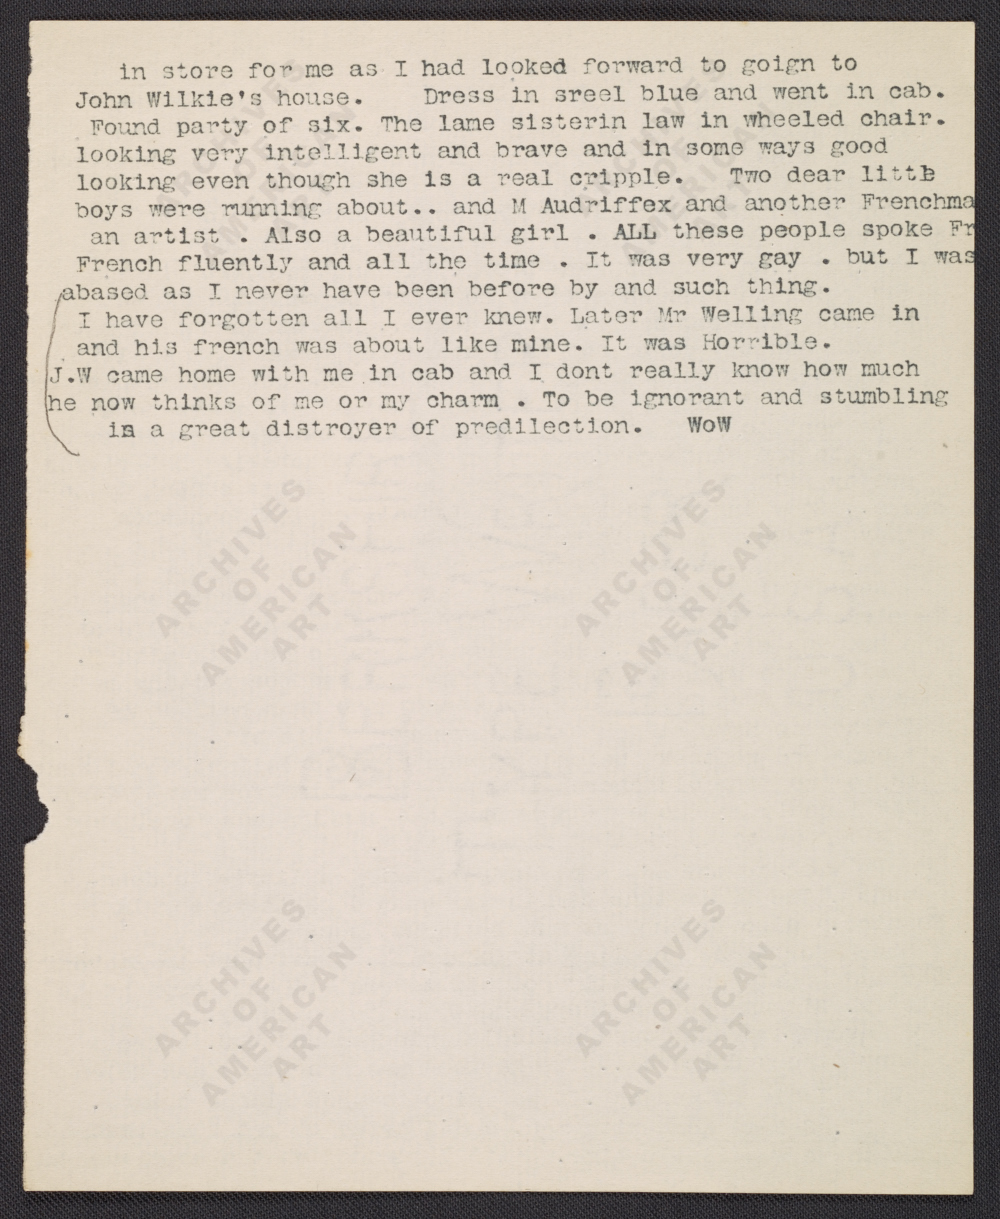 in store for me as I had looked forward to goign to
John Wilkie's house. Dress in sreel blue and went in cab.
Found party of six. The lame sisterin law in wheeled chair.
looking very intelligent and brave and in some ways good
looking even though she is a real cripple. Two dear little
boys were running about.. and M Audriffex and another Frenchma
an artist . Also a beautiful girl . ALL these people spoke Fr
French fluently and all the time . It was very gay . but I was
abased as I never have been before by and such thing.
I have forgotten all I ever knew. Later Mr Welling came in
and his french was about like mine. It was Horrible.
J.W came home with me in cab and I dont really know how much
he now thinks of me or my charm . To be ignorant and stumbling
is a great distroyer of predilection. WoW
ARCHIVES
OF
AMERICAN
ART
ARCHIVES
OF
AMERICAN
ART
ARCHIVES
OF
AMERICAN
ART
ARCHIVES
OF
AMERICAN
ART